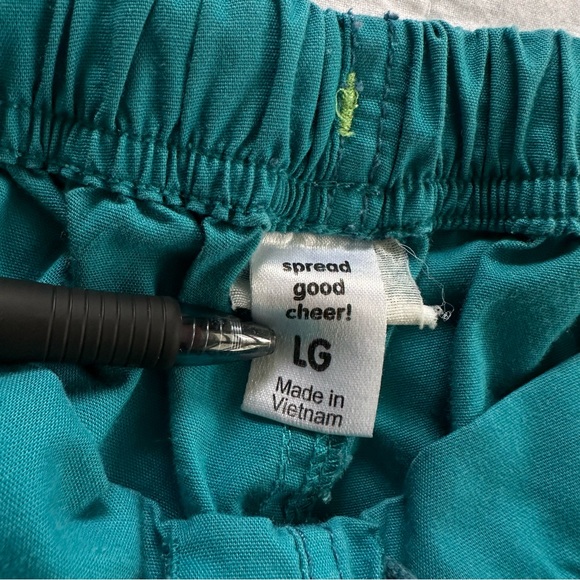 spread
good
cheer!
LG
Made in
Vietnam